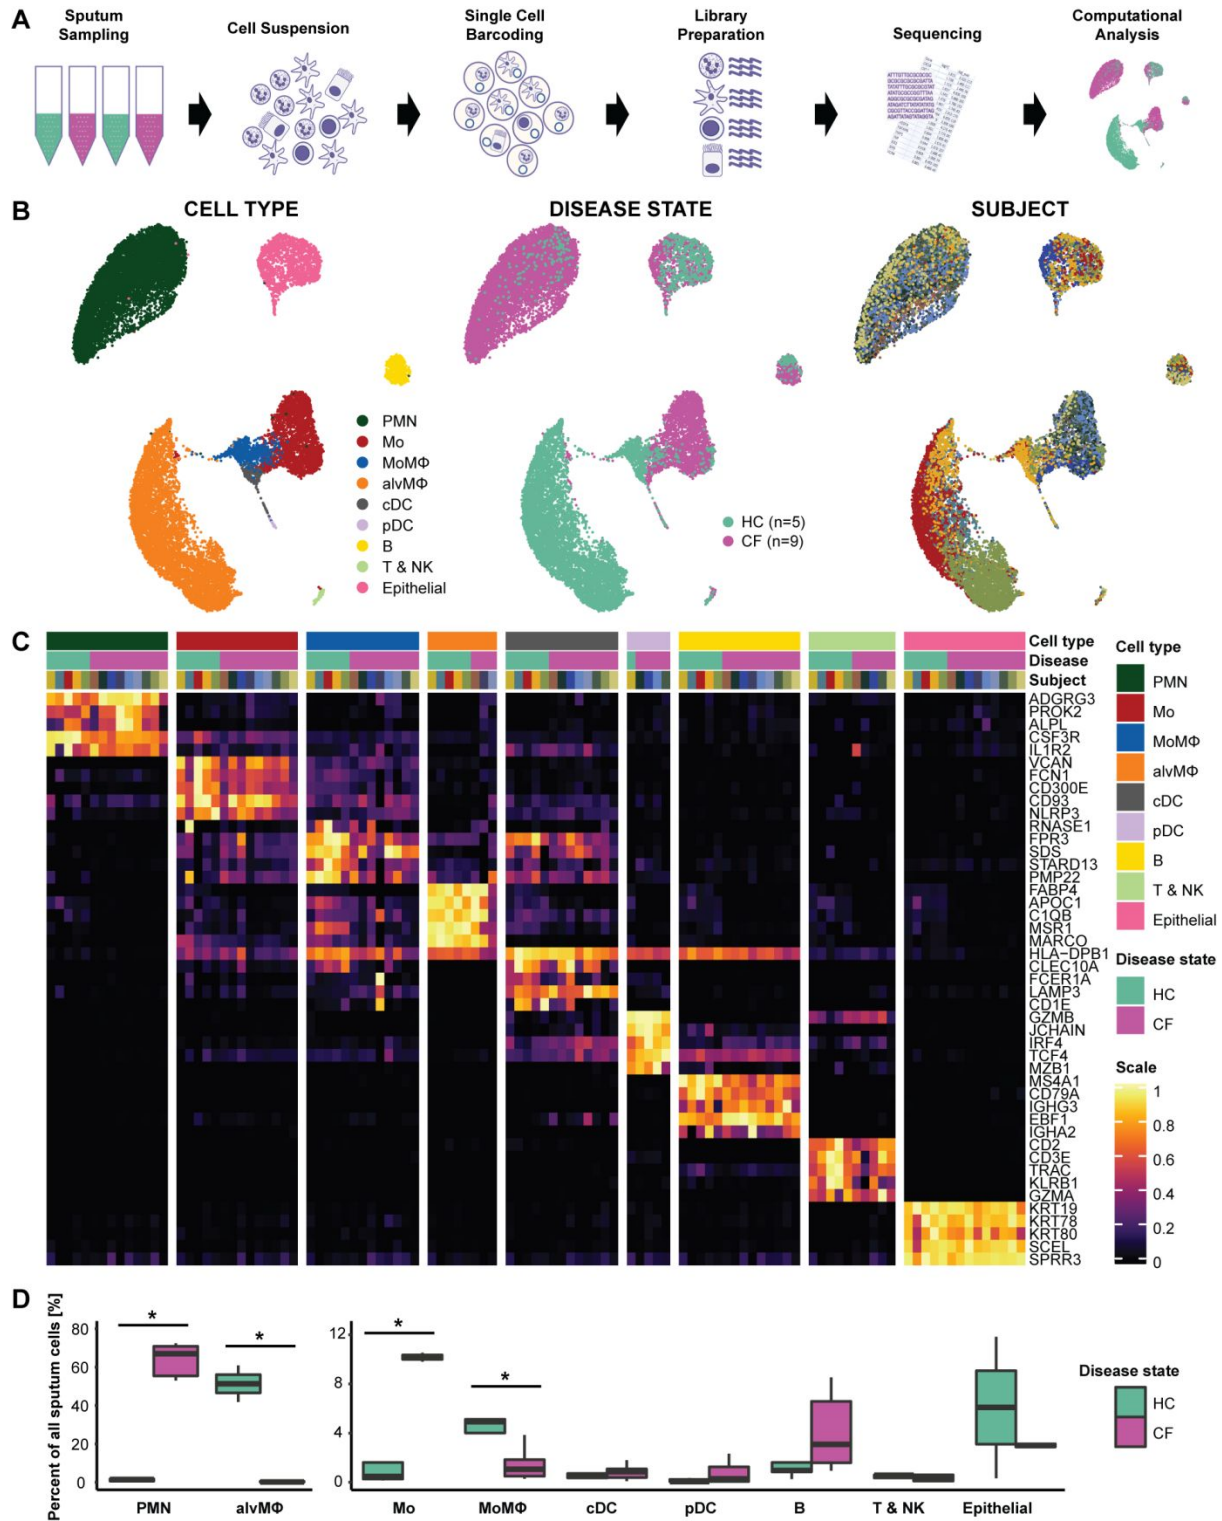 A
Sputum Sampling
Cell Suspension
Single Cell Barcoding
Library Preparation
Sequencing
Computational Analysis
B
CELL TYPE
DISEASE STATE
SUBJECT
PMN
Mo
MoMΦ
alvMΦ
cDC
pDC
B
T & NK
Epithelial
HC (n=5)
CF (n=9)
C
Cell type
Disease
Subject
ADGRG3
PROK2
ALPL
CSF3R
IL1R2
VCAN
FCN1
CD300E
CD93
NLRP3
RNASE1
FPR3
SDS
STARD13
PMP22
FABP4
APOC1
C1QB
MSR1
MARCO
HLA−DPB1
CLEC10A
FCER1A
LAMP3
CD1E
GZMB
JCHAIN
IRF4
TCF4
MZB1
MS4A1
CD79A
IGHG3
EBF1
IGHA2
CD2
CD3E
TRAC
KLRB1
GZMA
KRT19
KRT78
KRT80
SCEL
SPRR3
Cell type
PMN
Mo
MoMΦ
alvMΦ
cDC
pDC
B
T & NK
Epithelial
Disease state
HC
CF
Scale
1
0.8
0.6
0.4
0.2
0
D
Percent of all sputum cells [%]
80
60
40
20
0
*
*
PMN
alvMΦ
12
8
4
0
*
*
Mo
MoMΦ
cDC
pDC
B
T & NK
Epithelial
Disease state
HC
CF